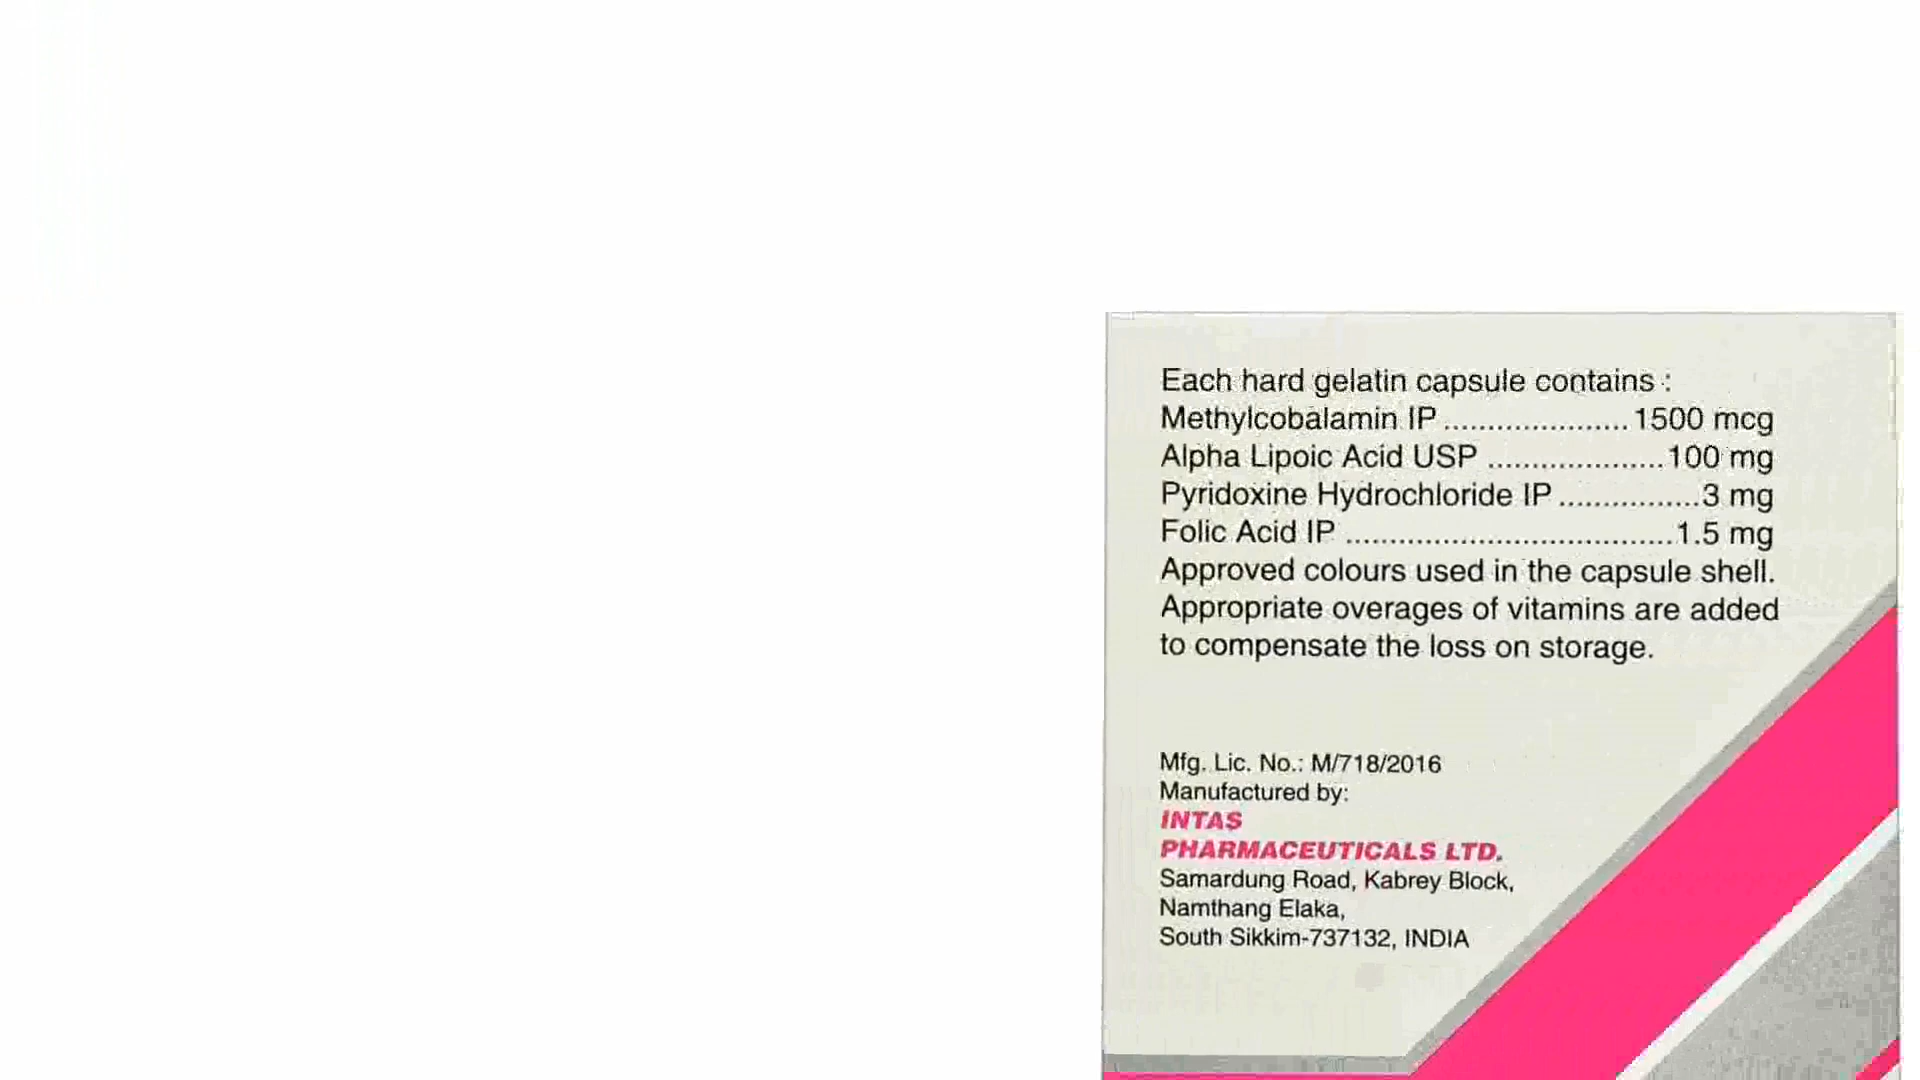 Each hard gelatin capsule contains :
Methylcobalamin IP ..................... 1500 mcg
Alpha Lipoic Acid USP .................... 100 mg
Pyridoxine Hydrochloride IP ................ 3 mg
Folic Acid IP ..................................... 1.5 mg
Approved colours used in the capsule shell.
Appropriate overages of vitamins are added
to compensate the loss on storage.
Mfg. Lic. No.: M/718/2016
Manufactured by:
INTAS
PHARMACEUTICALS LTD.
Samardung Road, Kabrey Block,
Namthang Elaka,
South Sikkim-737132, INDIA